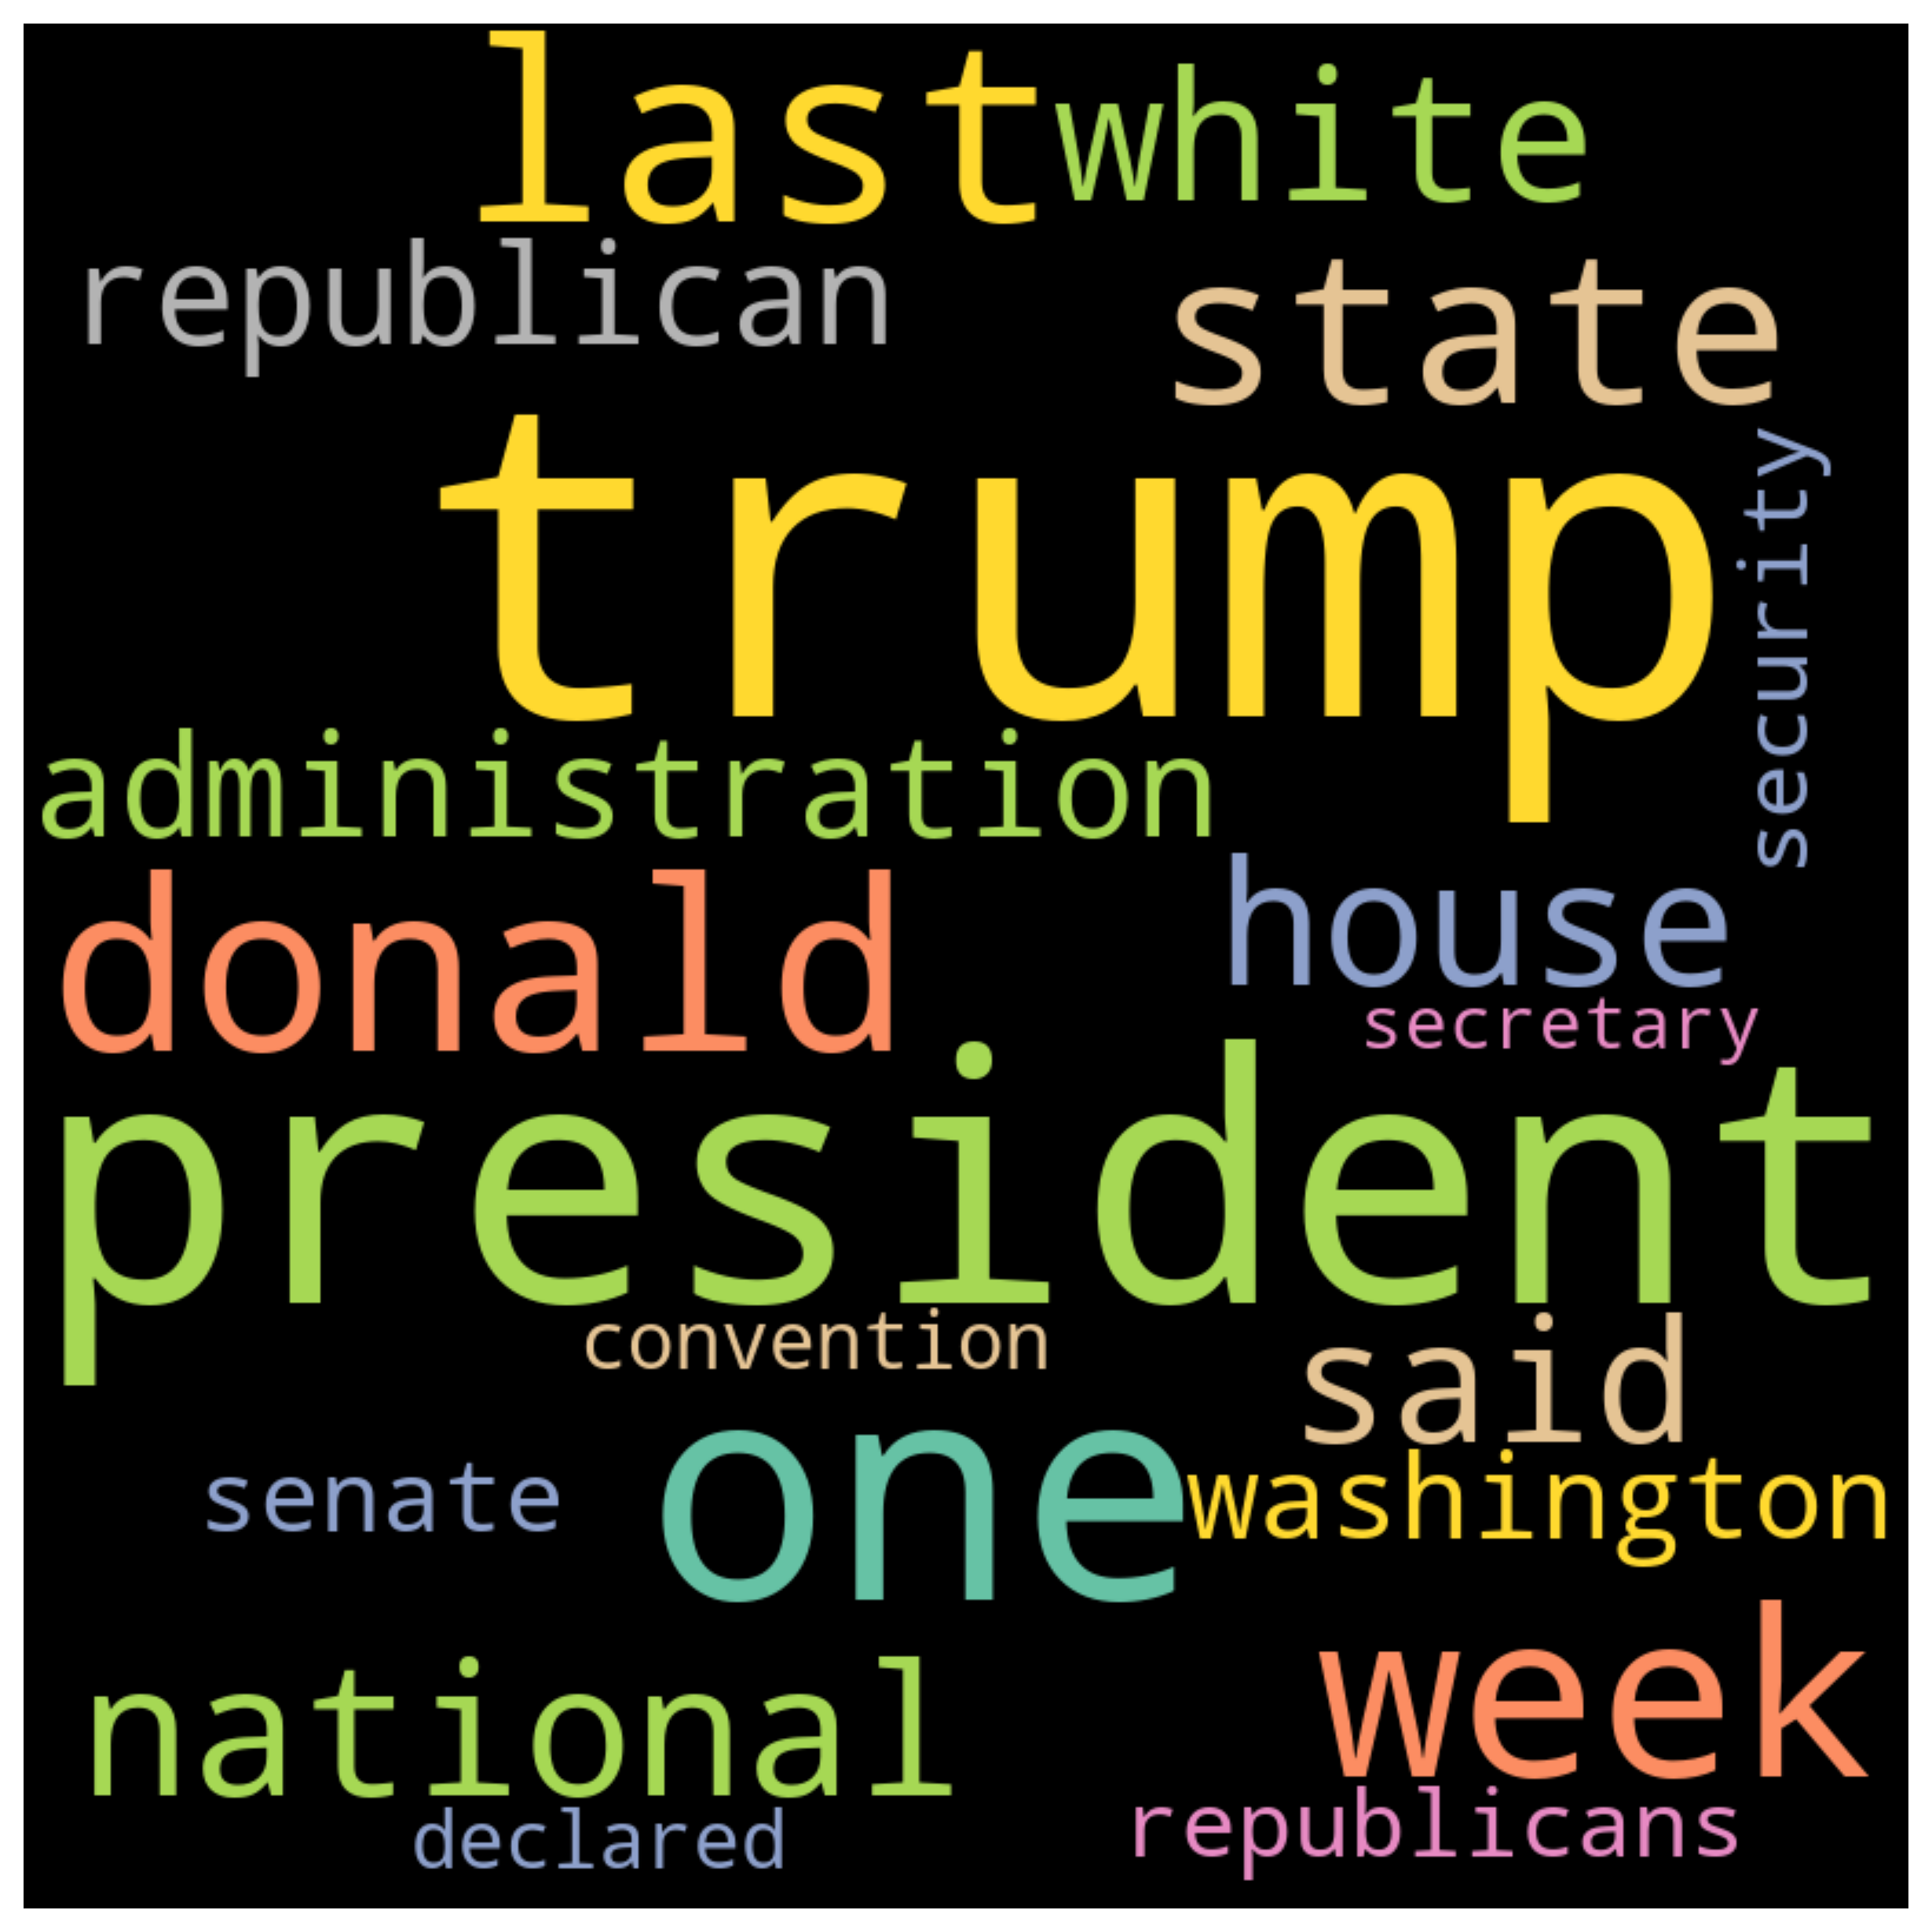 last white
republican
state
trump
security
administration
donald
house
secretary
president
convention
said
senate
one
washington
national
week
declared
republicans